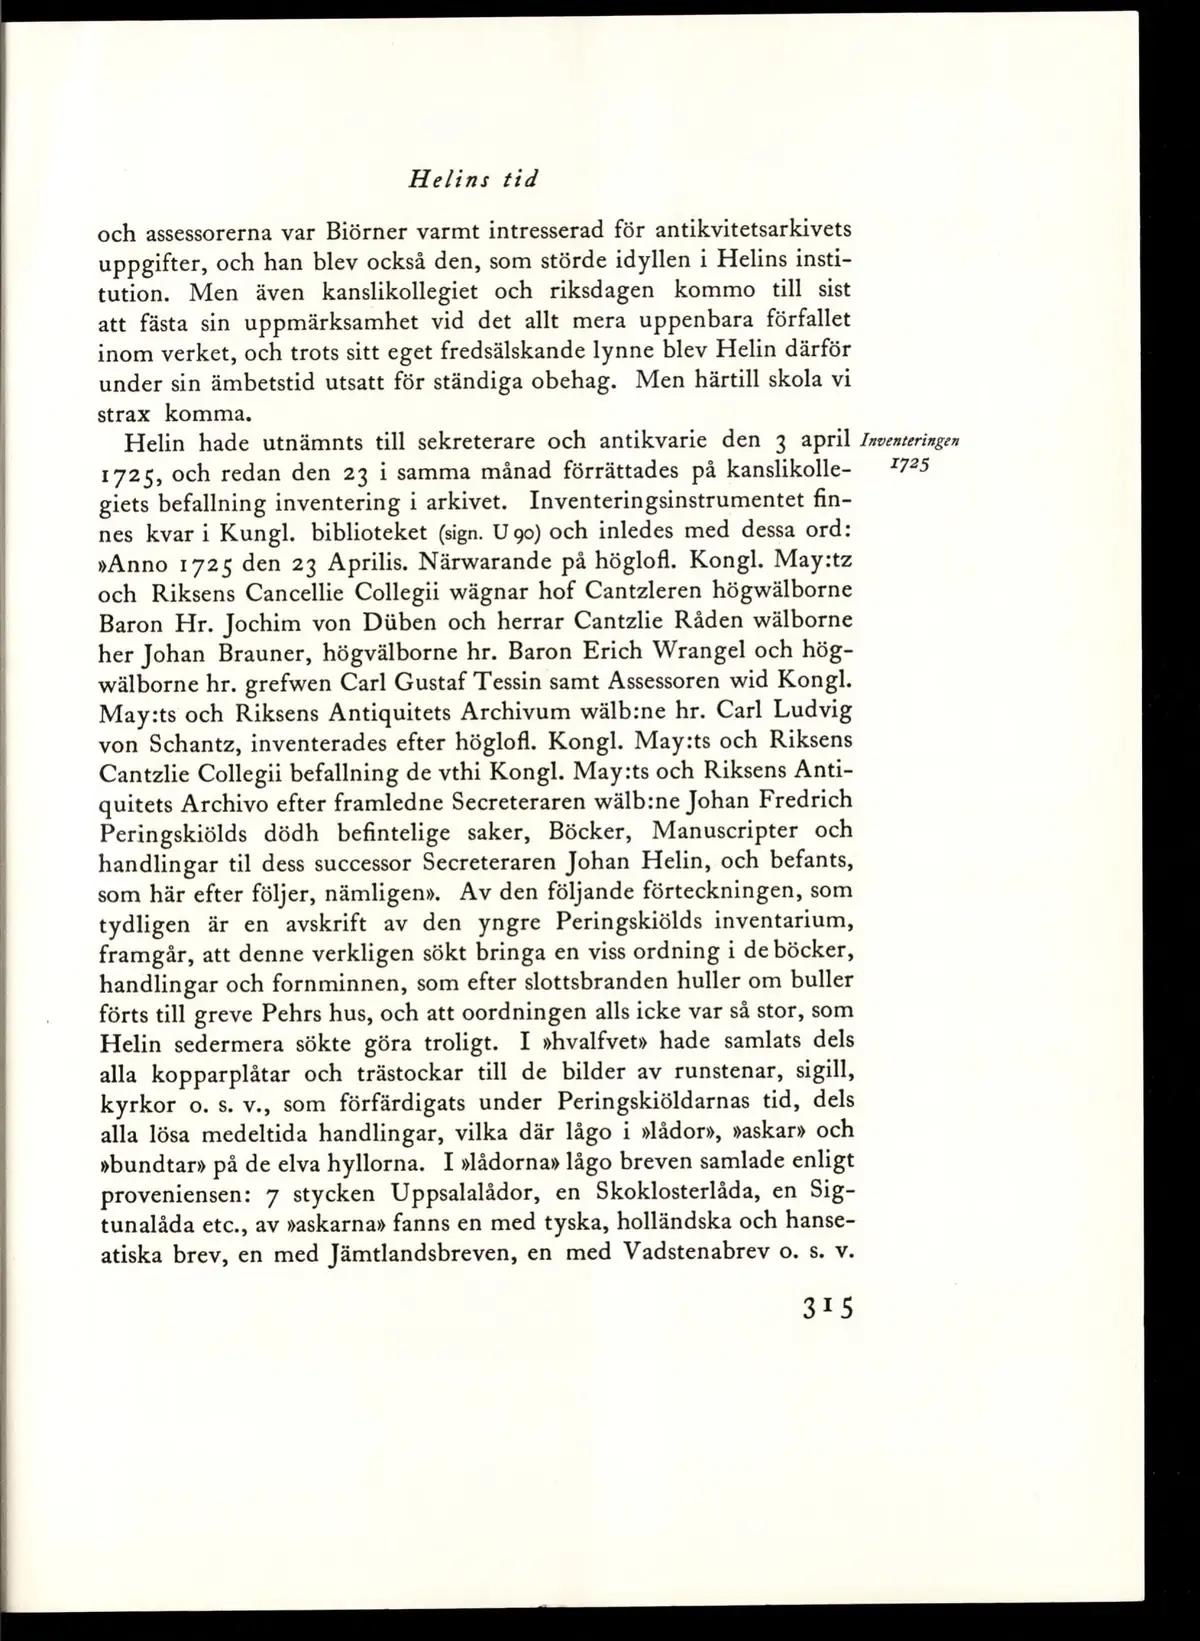 Helins tid
och assessorerna var Biörner varmt intresserad för antikvitetsarkivets
uppgifter, och han blev också den, som störde idyllen i Helins insti-
tution. Men även kanslikollegiet och riksdagen kommo till sist
att fästa sin uppmärksamhet vid det allt mera uppenbara förfallet
inom verket, och trots sitt eget fredsälskande lynne blev Helin därför
under sin ämbetstid utsatt för ständiga obehag. Men härtill skola vi
strax komma.
Helin hade utnämnts till sekreterare och antikvarie den 3 april Inventeringen
1725, och redan den 23 i samma månad förrättades på kanslikolle- 1725
giets befallning inventering i arkivet. Inventeringsinstrumentet fin-
nes kvar i Kungl. biblioteket (sign. U 90) och inledes med dessa ord:
»Anno 1725 den 23 Aprilis. Närwarande på höglofl. Kongl. May:tz
och Riksens Cancellie Collegii wägnar hof Cantzleren högwälborne
Baron Hr. Jochim von Düben och herrar Cantzlie Råden wälborne
her Johan Brauner, högvälborne hr. Baron Erich Wrangel och hög-
wälborne hr. grefwen Carl Gustaf Tessin samt Assessoren wid Kongl.
May:ts och Riksens Antiquitets Archivum wälb:ne hr. Carl Ludvig
von Schantz, inventerades efter höglofl. Kongl. May:ts och Riksens
Cantzlie Collegii befallning de vthi Kongl. May:ts och Riksens Anti-
quitets Archivo efter framledne Secreteraren wälb:ne Johan Fredrich
Peringskiölds dödh befintelige saker, Böcker, Manuscripter och
handlingar til dess successor Secreteraren Johan Helin, och befants,
som här efter följer, nämligen». Av den följande förteckningen, som
tydligen är en avskrift av den yngre Peringskiölds inventarium,
framgår, att denne verkligen sökt bringa en viss ordning i de böcker,
handlingar och fornminnen, som efter slottsbranden huller om buller
förts till greve Pehrs hus, och att oordningen alls icke var så stor, som
Helin sedermera sökte göra troligt. I »hvalfvet» hade samlats dels
alla kopparplåtar och trästockar till de bilder av runstenar, sigill,
kyrkor o. s. v., som förfärdigats under Peringskiöldarnas tid, dels
alla lösa medeltida handlingar, vilka där lågo i »lådor», »askar» och
»bundtar» på de elva hyllorna. I »lådorna» lågo breven samlade enligt
proveniensen: 7 stycken Uppsalalådor, en Skoklosterlåda, en Sig-
tunalåda etc., av »askarna» fanns en med tyska, holländska och hanse-
atiska brev, en med Jämtlandsbreven, en med Vadstenabrev o. s. v.
315